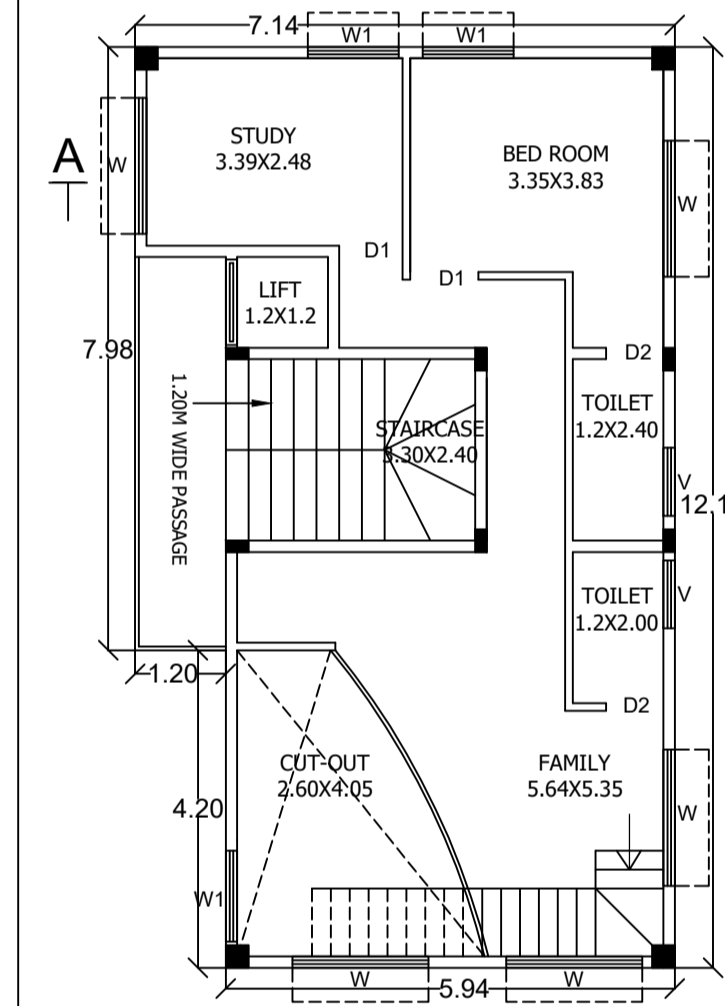 7.14
W1
W1
A
W
STUDY
3.39X2.48
BED ROOM
3.35X3.83
W
D1
D1
LIFT
1.2X1.2
7.98
D2
1.20M WIDE PASSAGE
TOILET
1.2X2.40
STAIRCASE
3.30X2.40
V
12.1
TOILET
1.2X2.00
V
1.20
D2
CUT-OUT
2.60X4.05
FAMILY
5.64X5.35
4.20
W
W1
W
W
5.94